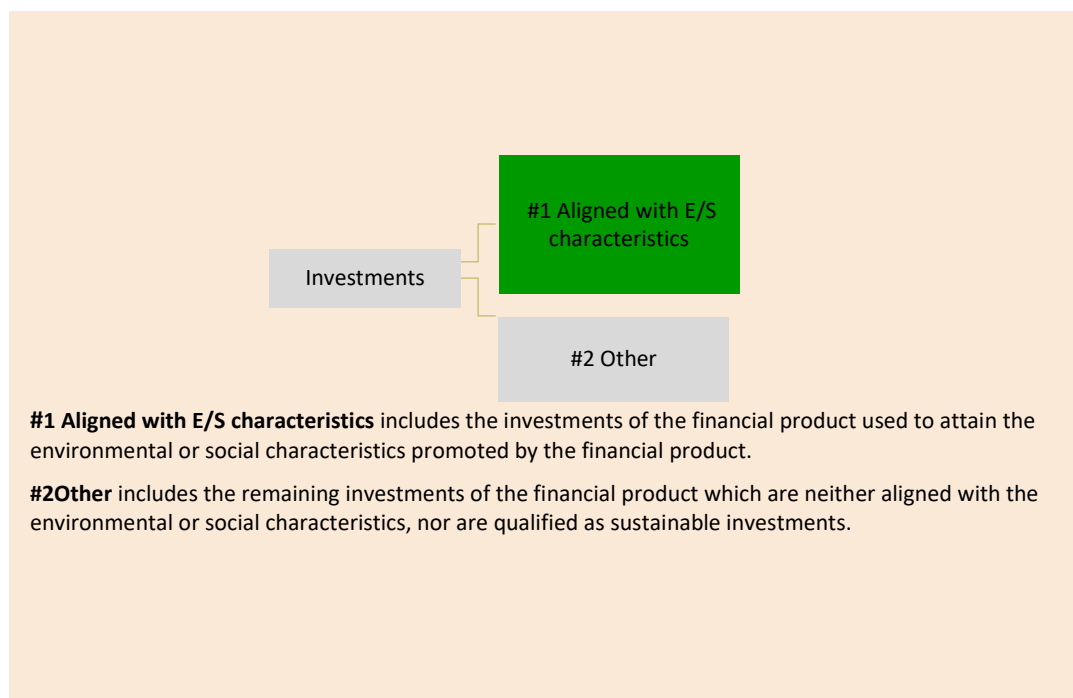 #1 Aligned with E/S
characteristics
Investments
#2 Other
#1 Aligned with E/S characteristics includes the investments of the financial product used to attain the
environmental or social characteristics promoted by the financial product.
#2Other includes the remaining investments of the financial product which are neither aligned with the
environmental or social characteristics, nor are qualified as sustainable investments.